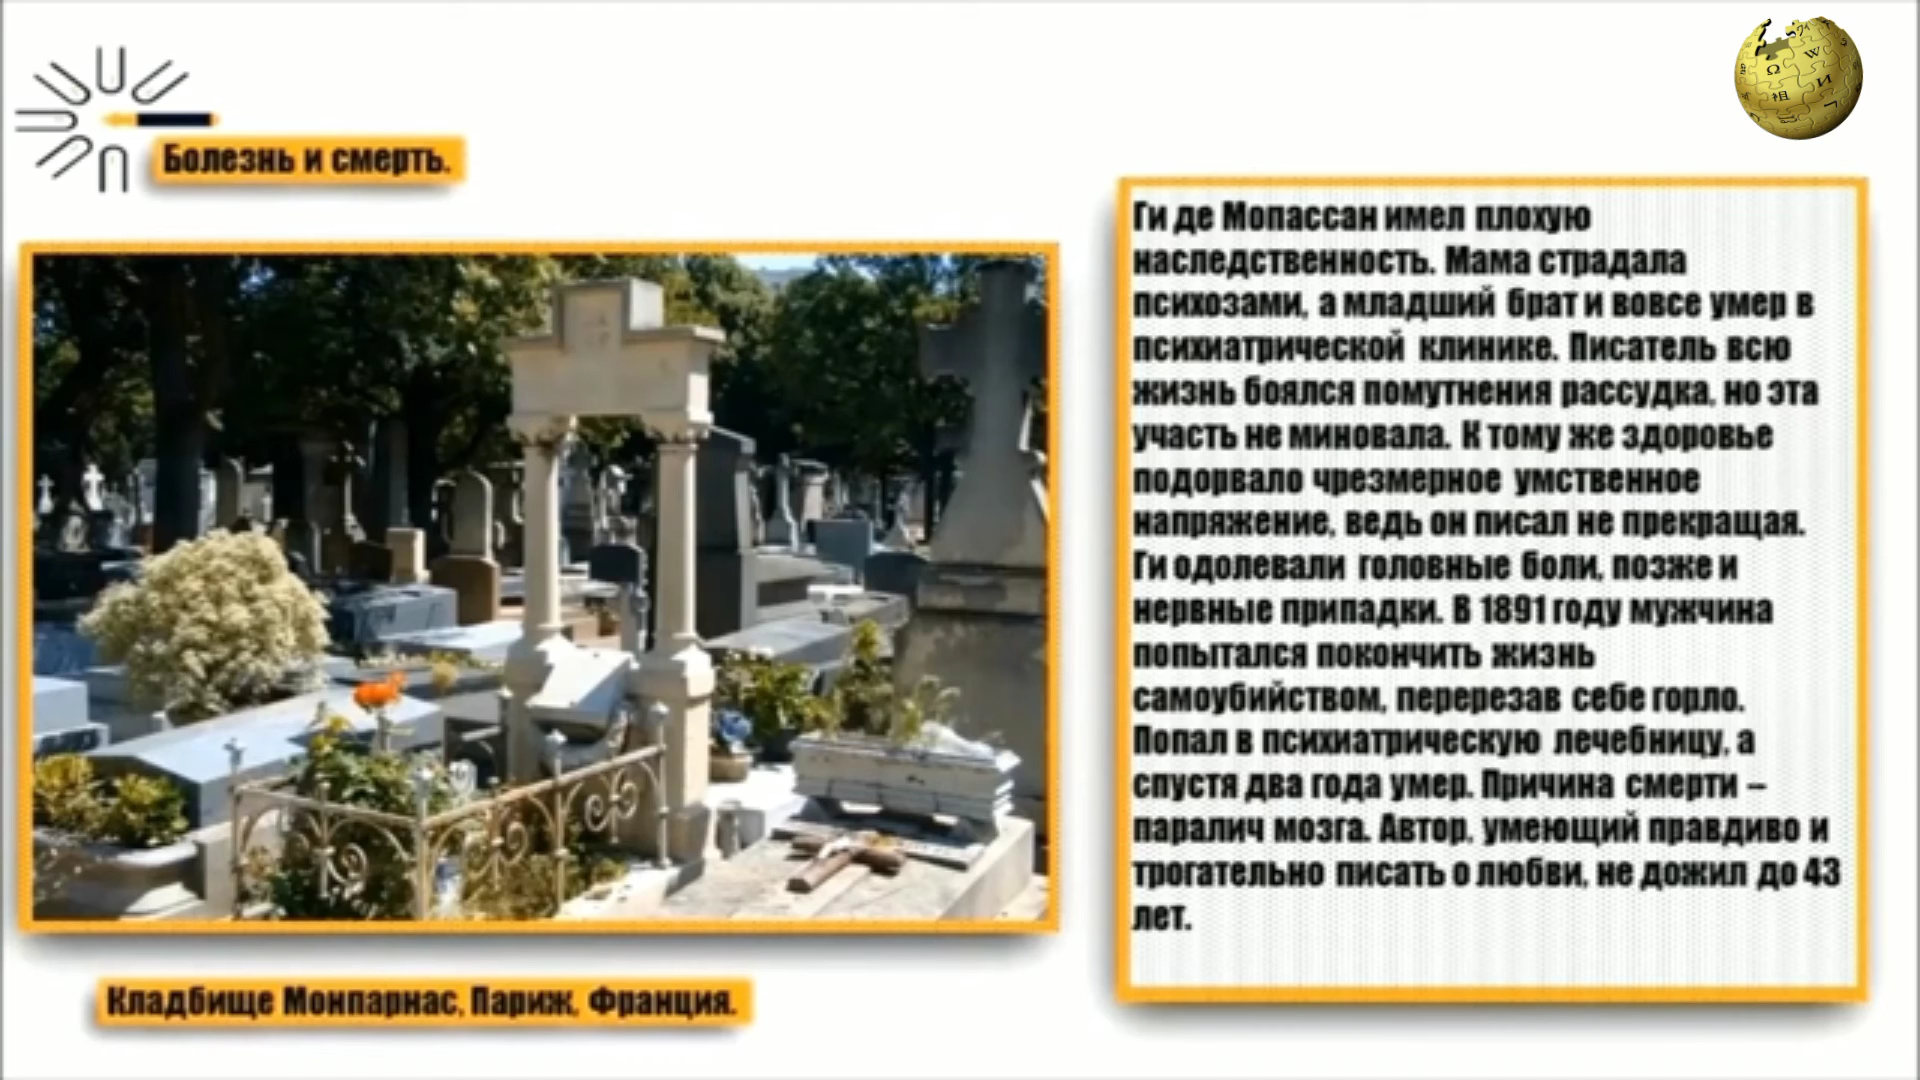 Болезнь и смерть.
Ги де Мопассан имел плохую
наследственность. Мама страдала
психозами, а младший брат и вовсе умер в
психиатрической клинике. Писатель всю
жизнь боялся помутнения рассудка, но эта
участь не миновала. К тому же здоровье
подорвало чрезмерное умственное
напряжение, ведь он писал не прекращая.
Ги одолевали головные боли, позже и
нервные припадки. В 1891 году мужчина
попытался покончить жизнь
самоубийством, перерезав себе горло.
Попал в психиатрическую лечебницу, а
спустя два года умер. Причина смерти –
паралич мозга. Автор, умеющий правдиво и
трогательно писать о любви, не дожил до 43
лет.
Кладбище Монпарнас, Париж, Франция.